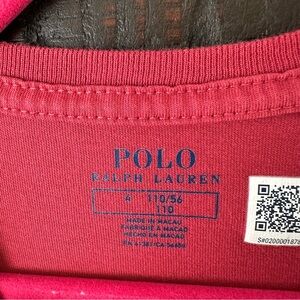 POLO
RALPH LAUREN
4 110/56
110
MADE IN MACAU
FABRIQUÉ À MACAO
HECHO EN MACAO